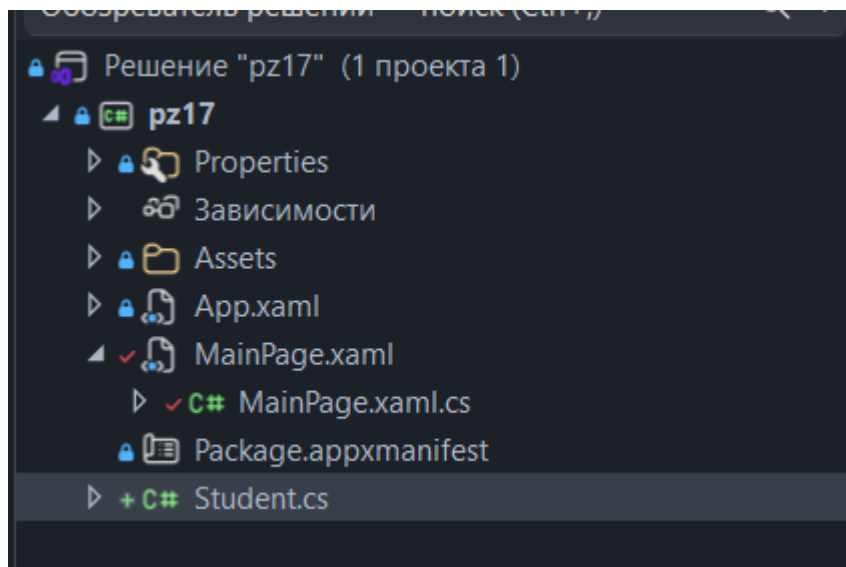 Решение "pz17" (1 проекта 1)
C# pz17
Properties
Зависимости
Assets
App.xaml
MainPage.xaml
C# MainPage.xaml.cs
Package.appxmanifest
+ C# Student.cs